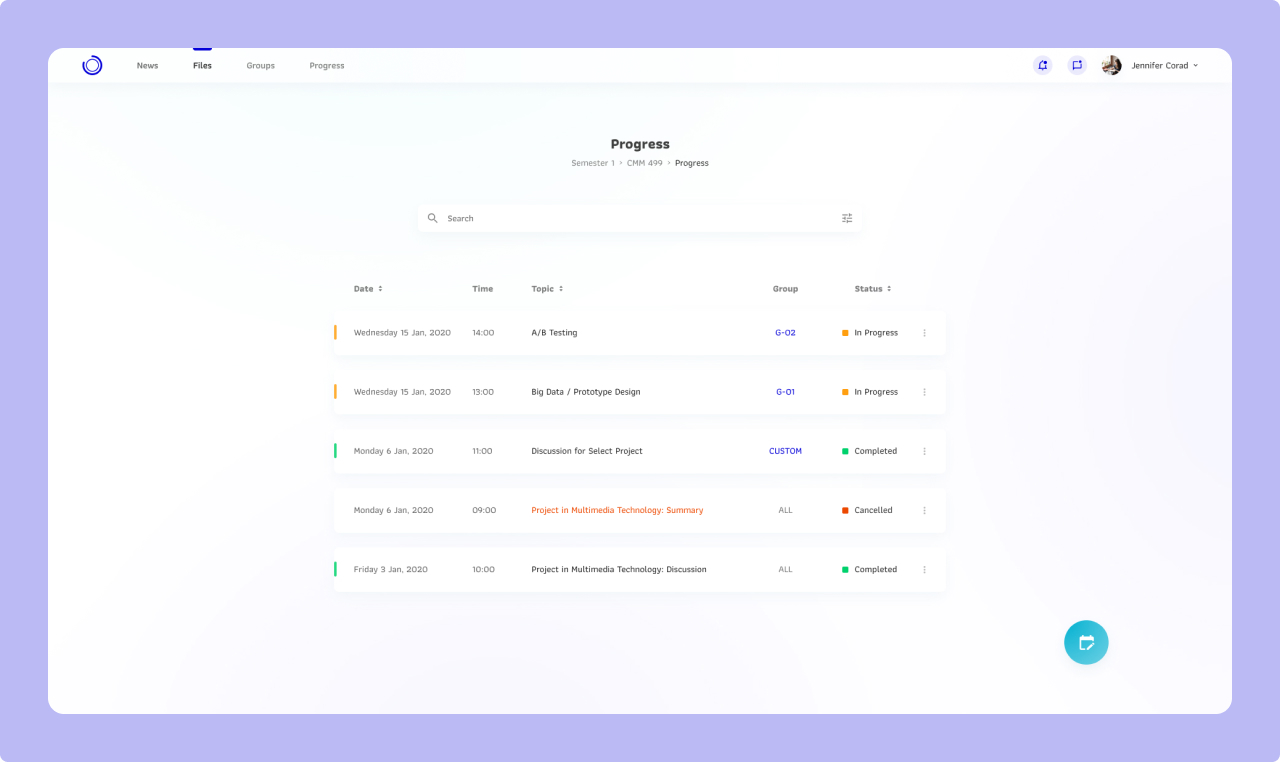 News Files Groups Progress Jennifer Corad
Progress
Semester 1 CMM 499 Progress
Search
Date Time Topic Group Status
Wednesday 15 Jan, 2020 14:00 A/B Testing G-02 In Progress
Wednesday 15 Jan, 2020 13:00 Big Data / Prototype Design G-01 In Progress
Monday 6 Jan, 2020 11:00 Discussion for Select Project CUSTOM Completed
Monday 6 Jan, 2020 09:00 Project in Multimedia Technology: Summary ALL Cancelled
Friday 3 Jan, 2020 10:00 Project in Multimedia Technology: Discussion ALL Completed